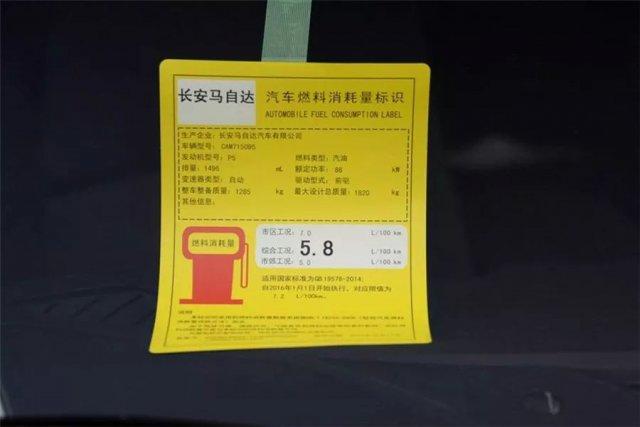 长安马自达 汽车燃料消耗量标识
AUTOMOBILE FUEL CONSUMPTION LABEL
生产企业：长安马自达汽车有限公司
车辆型号：CAM7150B5
发动机型号：P5 燃料类型：汽油
排量：1496 mL 额定功率：86 kW
变速器类型：自动 驱动型式：前驱
整车整备质量：1285 kg 最大设计总质量：1820 kg
其他信息：
燃料消耗量
市区工况：7.0 L/100 km
综合工况：5.8 L/100 km
市郊工况：5.0 L/100 km
适用国家标准为GB 19578-2014;
自2016年1月1日开始执行，对应限值为
7.2 L/100km。
说明